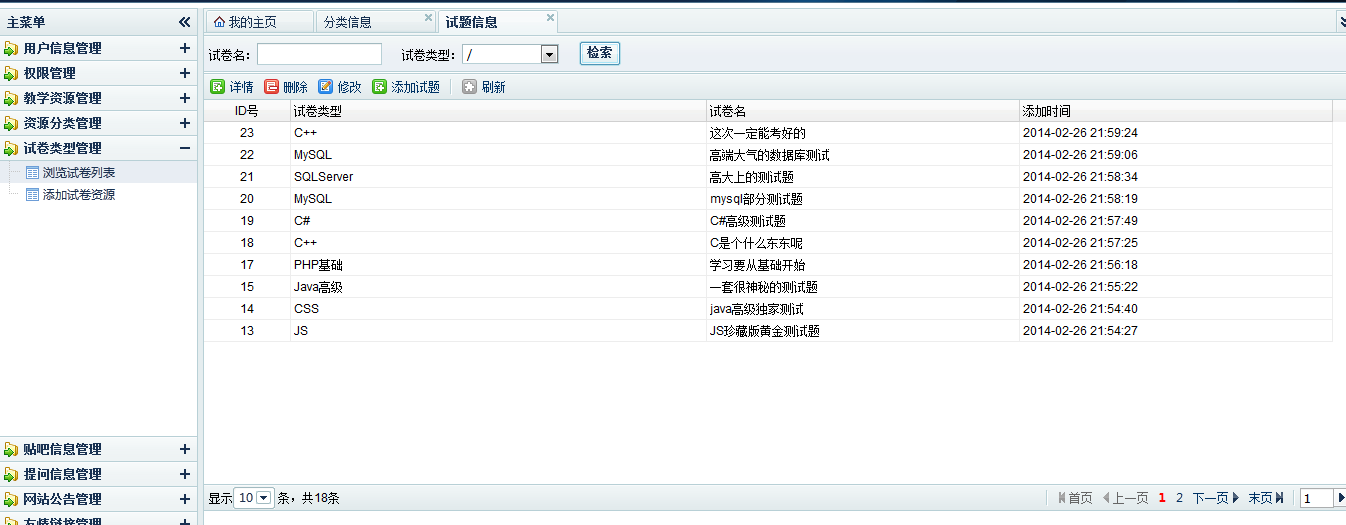 主菜单
我的主页 分类信息 试题信息
用户信息管理
试卷名： 试卷类型： / 检索
权限管理
详情 删除 修改 添加试题 刷新
教学资源管理
资源分类管理
试卷类型管理
浏览试卷列表
添加试卷资源
ID号 试卷类型 试卷名 添加时间
23 C++ 这次一定能考好的 2014-02-26 21:59:24
22 MySQL 高端大气的数据库测试 2014-02-26 21:59:06
21 SQLServer 高大上的测试题 2014-02-26 21:58:34
20 MySQL mysql部分测试题 2014-02-26 21:58:19
19 C# C#高级测试题 2014-02-26 21:57:49
18 C++ C是个什么东东呢 2014-02-26 21:57:25
17 PHP基础 学习要从基础开始 2014-02-26 21:56:18
15 Java高级 一套很神秘的测试题 2014-02-26 21:55:22
14 CSS java高级独家测试 2014-02-26 21:54:40
13 JS JS珍藏版黄金测试题 2014-02-26 21:54:27
贴吧信息管理
提问信息管理
网站公告管理
友情链接管理
显示 10 条，共18条 首页 上一页 1 2 下一页 末页 1